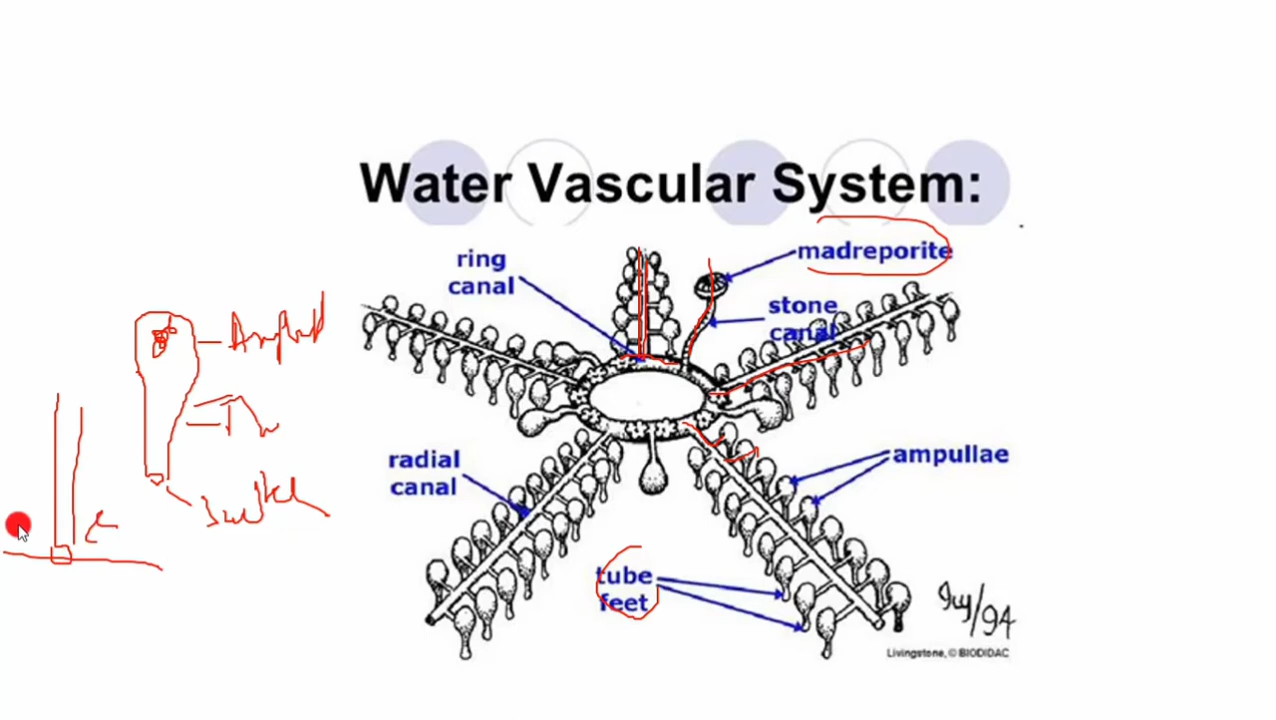 Water Vascular System:
madreporite
ring
canal
stone
canal
radial
canal
ampullae
tube
feet
Livingstone, © BIODIDAC